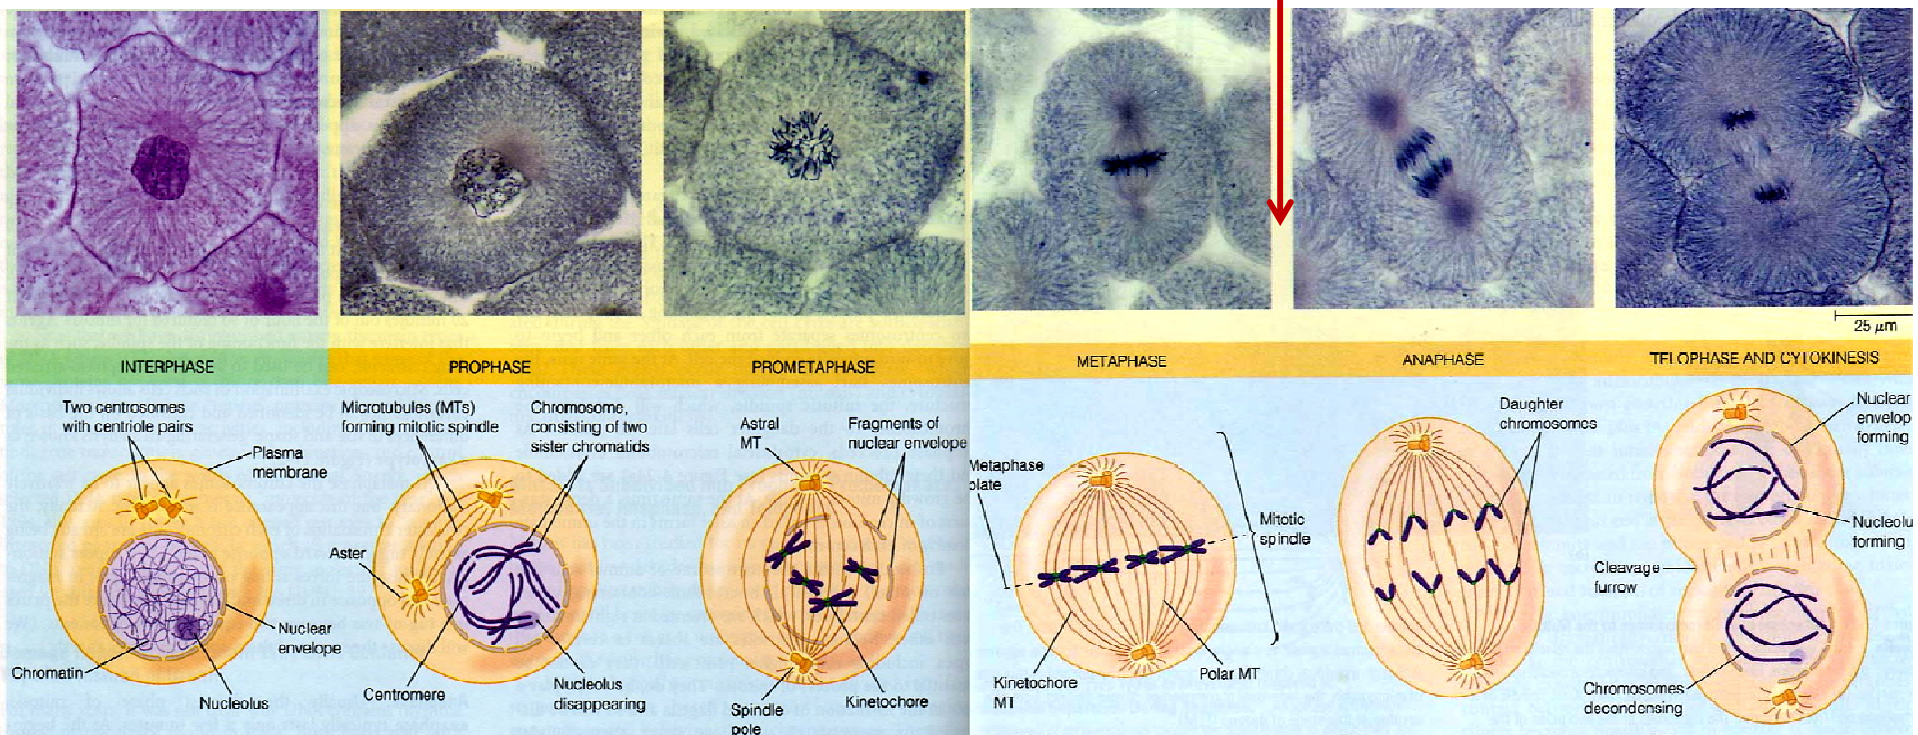 25 µm
INTERPHASE
PROPHASE
PROMETAPHASE
METAPHASE
ANAPHASE
TELOPHASE AND CYTOKINESIS
Two centrosomes
with centriole pairs
Plasma
membrane
Chromatin
Nucleolus
Nuclear
envelope
Microtubules (MTs)
forming mitotic spindle
Chromosome,
consisting of two
sister chromatids
Aster
Centromere
Nucleolus
disappearing
Astral
MT
Fragments of
nuclear envelope
Spindle
pole
Kinetochore
Metaphase
plate
Mitotic
spindle
Kinetochore
MT
Polar MT
Daughter
chromosomes
Nuclear
envelop
forming
Nucleolu
forming
Cleavage
furrow
Chromosomes
decondensing